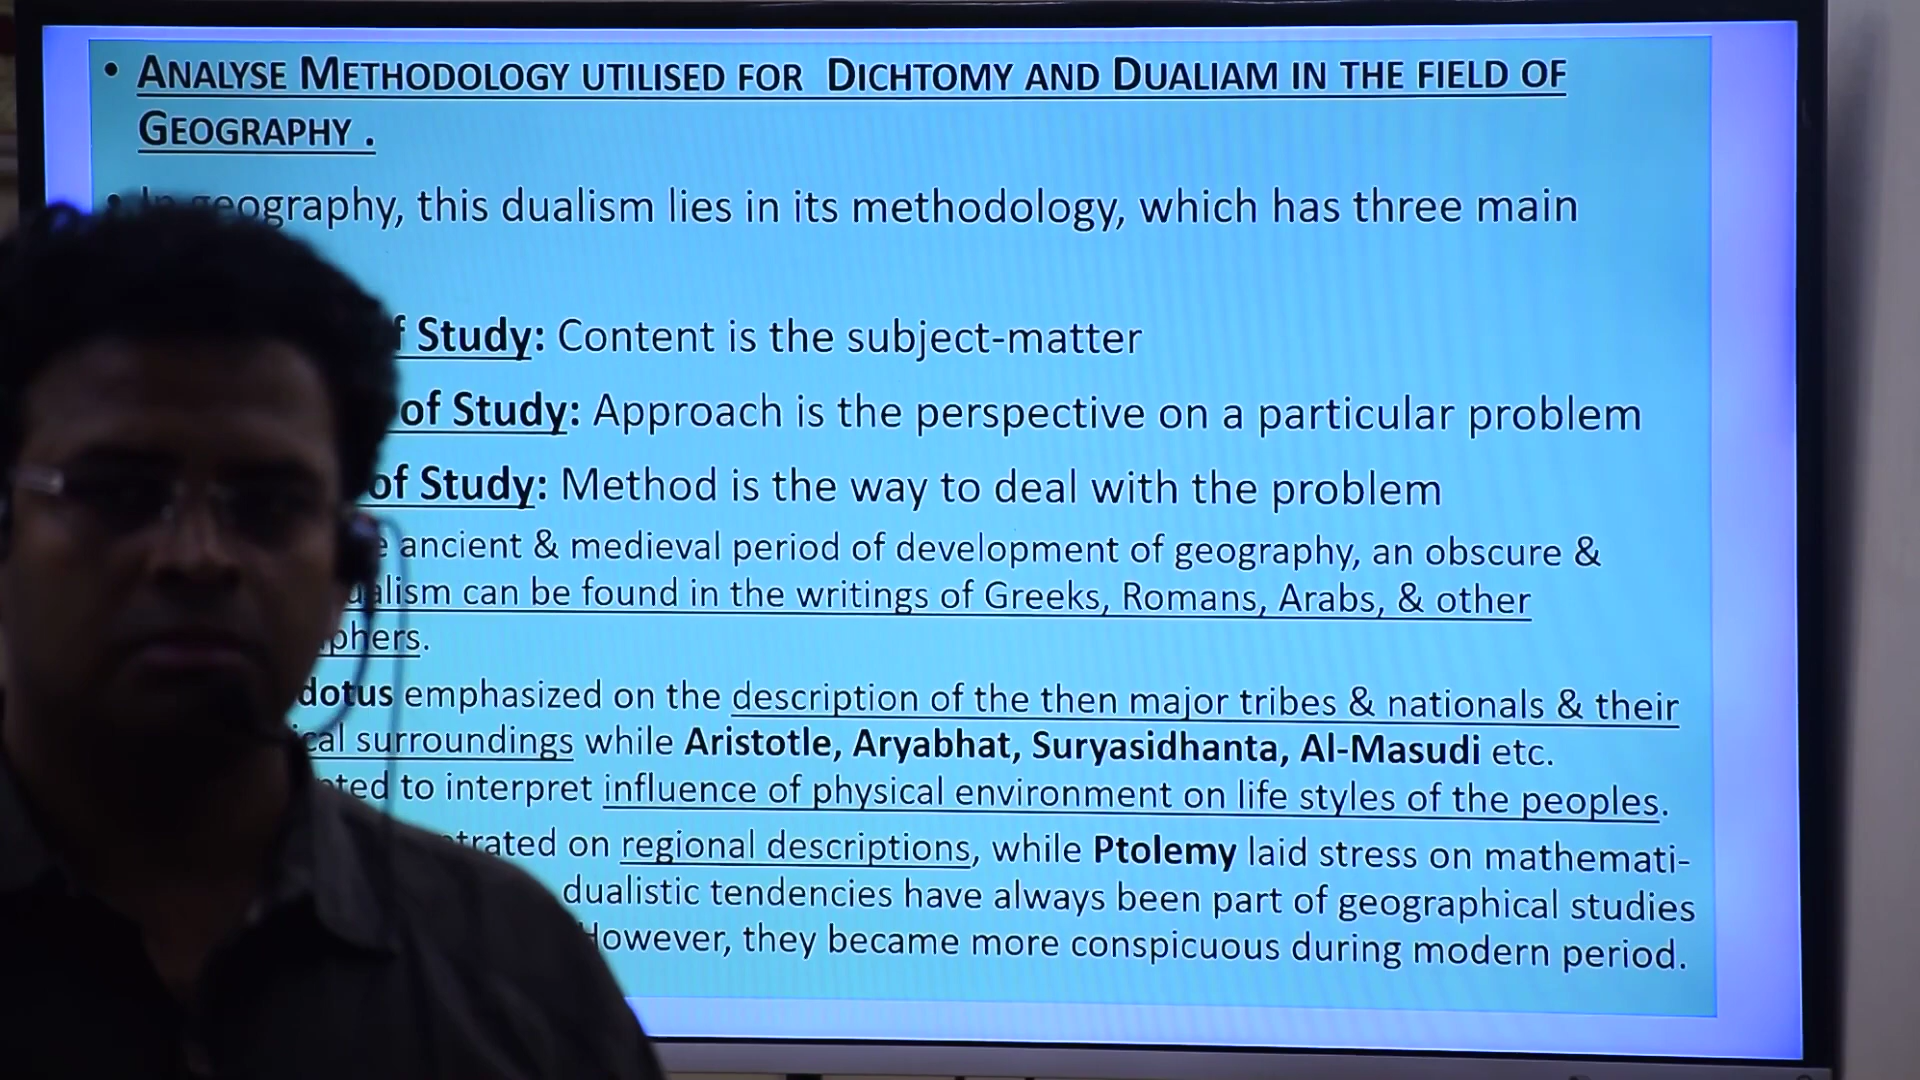 • ANALYSE METHODOLOGY UTILISED FOR DICHTOMY AND DUALIAM IN THE FIELD OF
GEOGRAPHY .
geography, this dualism lies in its methodology, which has three main
Study: Content is the subject-matter
of Study: Approach is the perspective on a particular problem
of Study: Method is the way to deal with the problem
ancient & medieval period of development of geography, an obscure &
can be found in the writings of Greeks, Romans, Arabs, & other
emphasized on the description of the then major tribes & nationals & their
surroundings while Aristotle, Aryabhat, Suryasidhanta, Al-Masudi etc.
to interpret influence of physical environment on life styles of the peoples.
on regional descriptions, while Ptolemy laid stress on mathemati-
dualistic tendencies have always been part of geographical studies
However, they became more conspicuous during modern period.